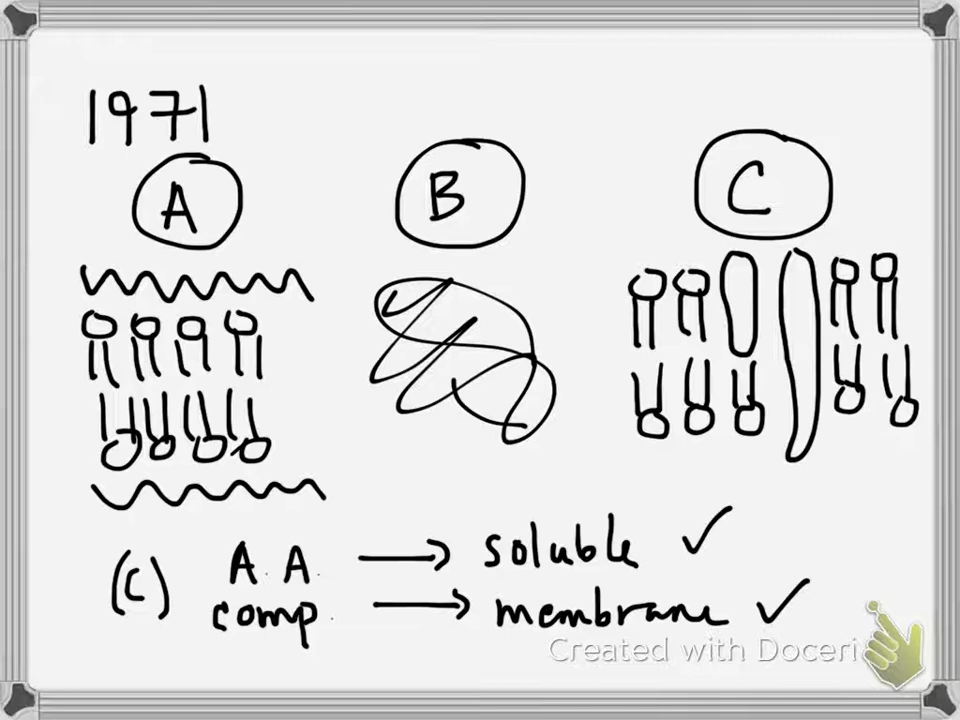 1971
A B C
(C) A.A. → soluble ✓
comp. → membrane ✓
Created with Doceri